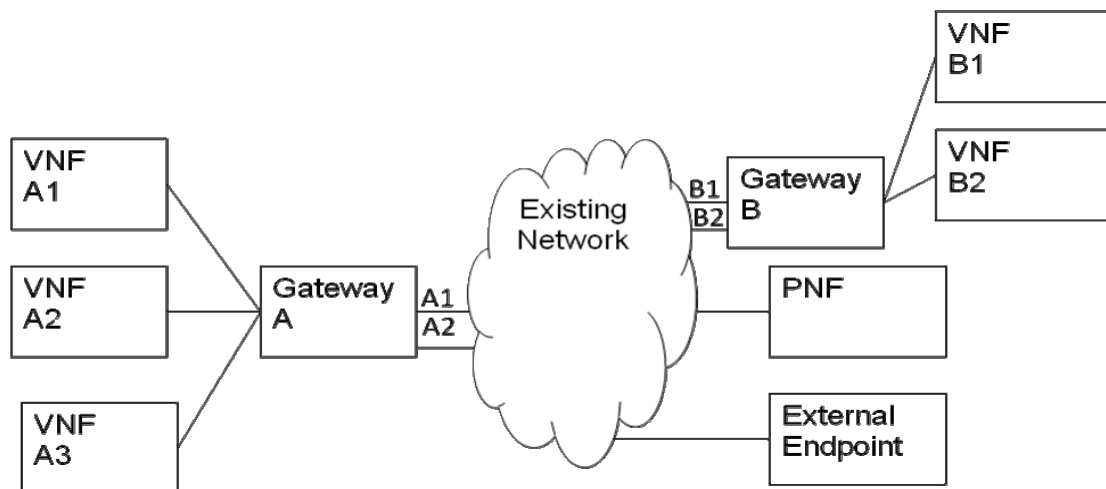 VNF
B1
VNF
A1
VNF
B2
Gateway
B
B1
B2
Existing
Network
VNF
A2
Gateway
A
A1
A2
PNF
VNF
A3
External
Endpoint